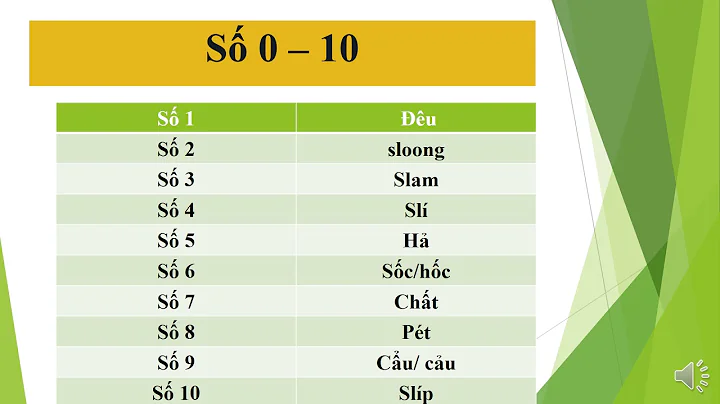 Số 0 – 10
Số 1 Đêu
Số 2 sloong
Số 3 Slam
Số 4 Slí
Số 5 Hả
Số 6 Sốc/hốc
Số 7 Chất
Số 8 Pét
Số 9 Cẩu/ cảu
Số 10 Slíp